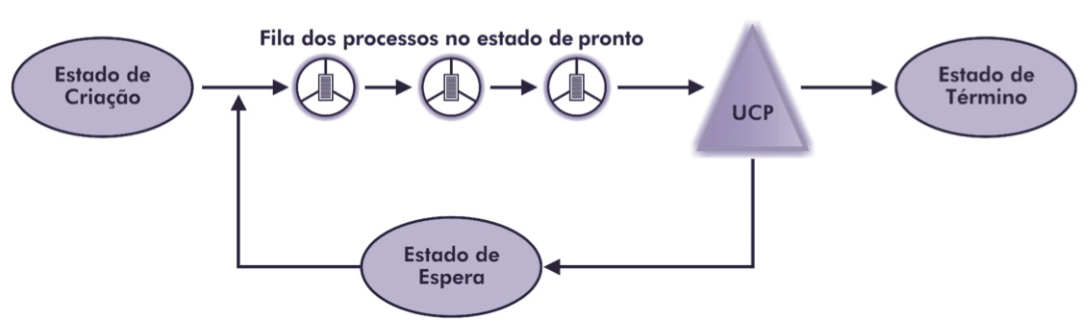 Fila dos processos no estado de pronto
Estado de
Criação
UCP
Estado de
Término
Estado de
Espera